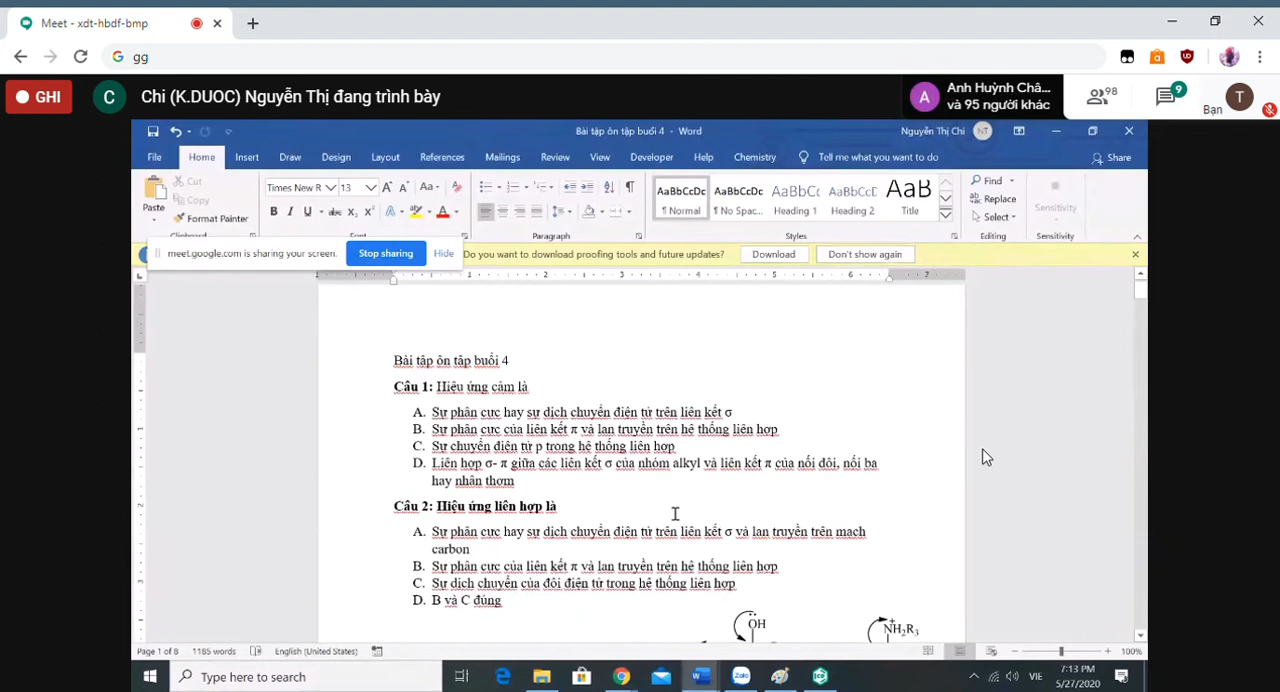 Meet - xdt-hbdf-bmp
gg
GHI
C
Chi (K.DUOC) Nguyễn Thị đang trình bày
A
Anh Huỳnh Châ...
và 95 người khác
98
9
Bạn
T
Bài tập ôn tập buổi 4 - Word
Nguyễn Thị Chi
NT
File Home Insert Draw Design Layout References Mailings Review View Developer Help Chemistry Tell me what you want to do Share
Paste
Cut
Copy
Format Painter
Times New R 13
Aa
B I U ab x₂ x²
AaBbCcDc AaBbCcDc AaBbC AaBbCcD AaB
¶ Normal ¶ No Spac... Heading 1 Heading 2 Title
Find
Replace
Select
Sensitivity
Clipboard Font Paragraph Styles Editing Sensitivity
meet.google.com is sharing your screen. Stop sharing Hide
Do you want to download proofing tools and future updates? Download Don't show again
Bài tập ôn tập buổi 4
Câu 1: Hiệu ứng cảm là
A. Sự phân cực hay sự dịch chuyển điện tử trên liên kết σ
B. Sự phân cực của liên kết π và lan truyền trên hệ thống liên hợp
C. Sự chuyển điện tử p trong hệ thống liên hợp
D. Liên hợp σ- π giữa các liên kết σ của nhóm alkyl và liên kết π của nối đôi, nối ba
hay nhân thơm
Câu 2: Hiệu ứng liên hợp là
A. Sự phân cực hay sự dịch chuyển điện tử trên liên kết σ và lan truyền trên mạch
carbon
B. Sự phân cực của liên kết π và lan truyền trên hệ thống liên hợp
C. Sự dịch chuyển của đôi điện tử trong hệ thống liên hợp
D. B và C đúng
OH
NH₂R₃
+
Page 1 of 8 1185 words English (United States) 100%
Type here to search
Zalo
VIE
7:13 PM
5/27/2020